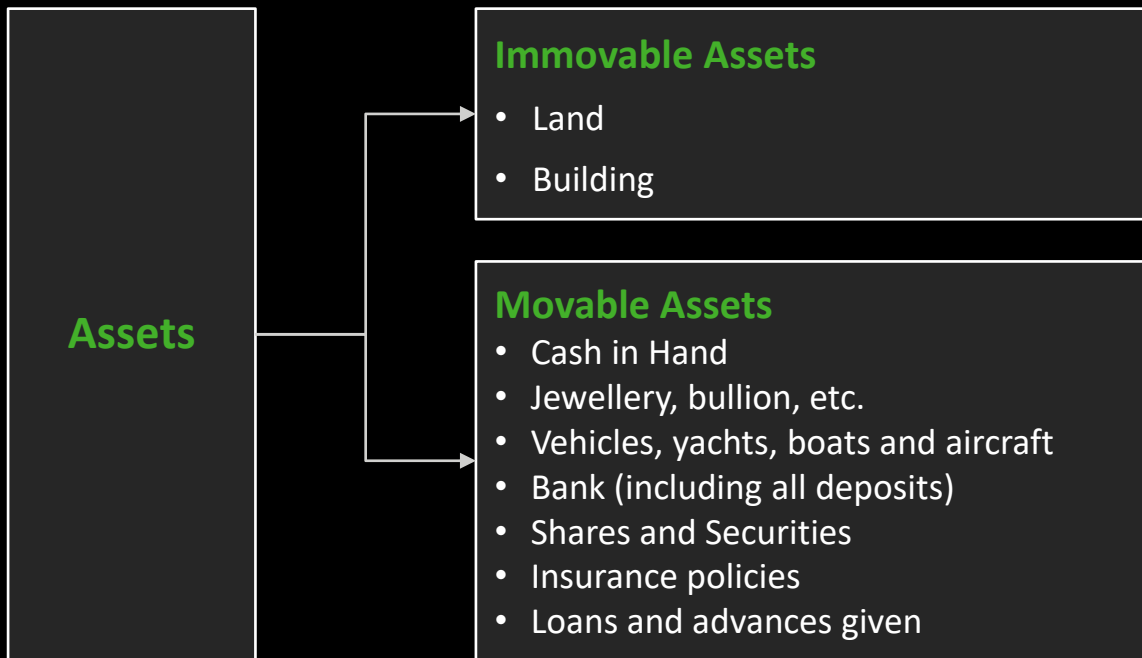 Assets
Immovable Assets
• Land
• Building
Movable Assets
• Cash in Hand
• Jewellery, bullion, etc.
• Vehicles, yachts, boats and aircraft
• Bank (including all deposits)
• Shares and Securities
• Insurance policies
• Loans and advances given